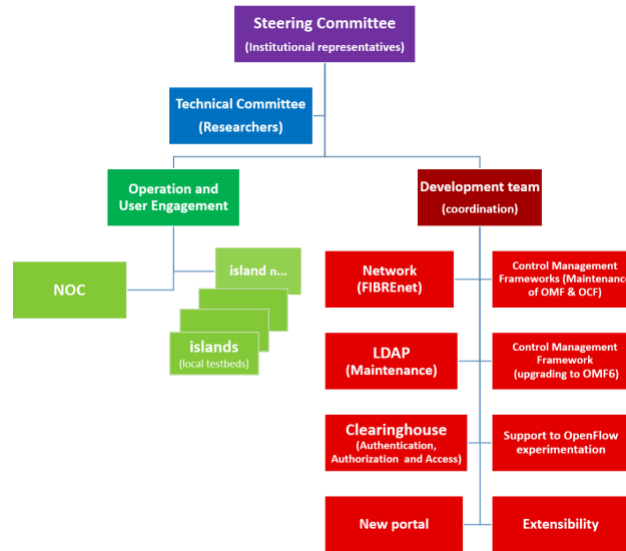 Steering Committee
(Institutional representatives)
Technical Committee
(Researchers)
Operation and
User Engagement
Development team
(coordination)
NOC
island n...
islands
(local testbeds)
Network
(FIBREnet)
Control Management
Frameworks (Maintenance
of OMF & OCF)
LDAP
(Maintenance)
Control Management
Framework
(upgrading to OMF6)
Clearinghouse
(Authentication,
Authorization and Access)
Support to OpenFlow
experimentation
New portal
Extensibility